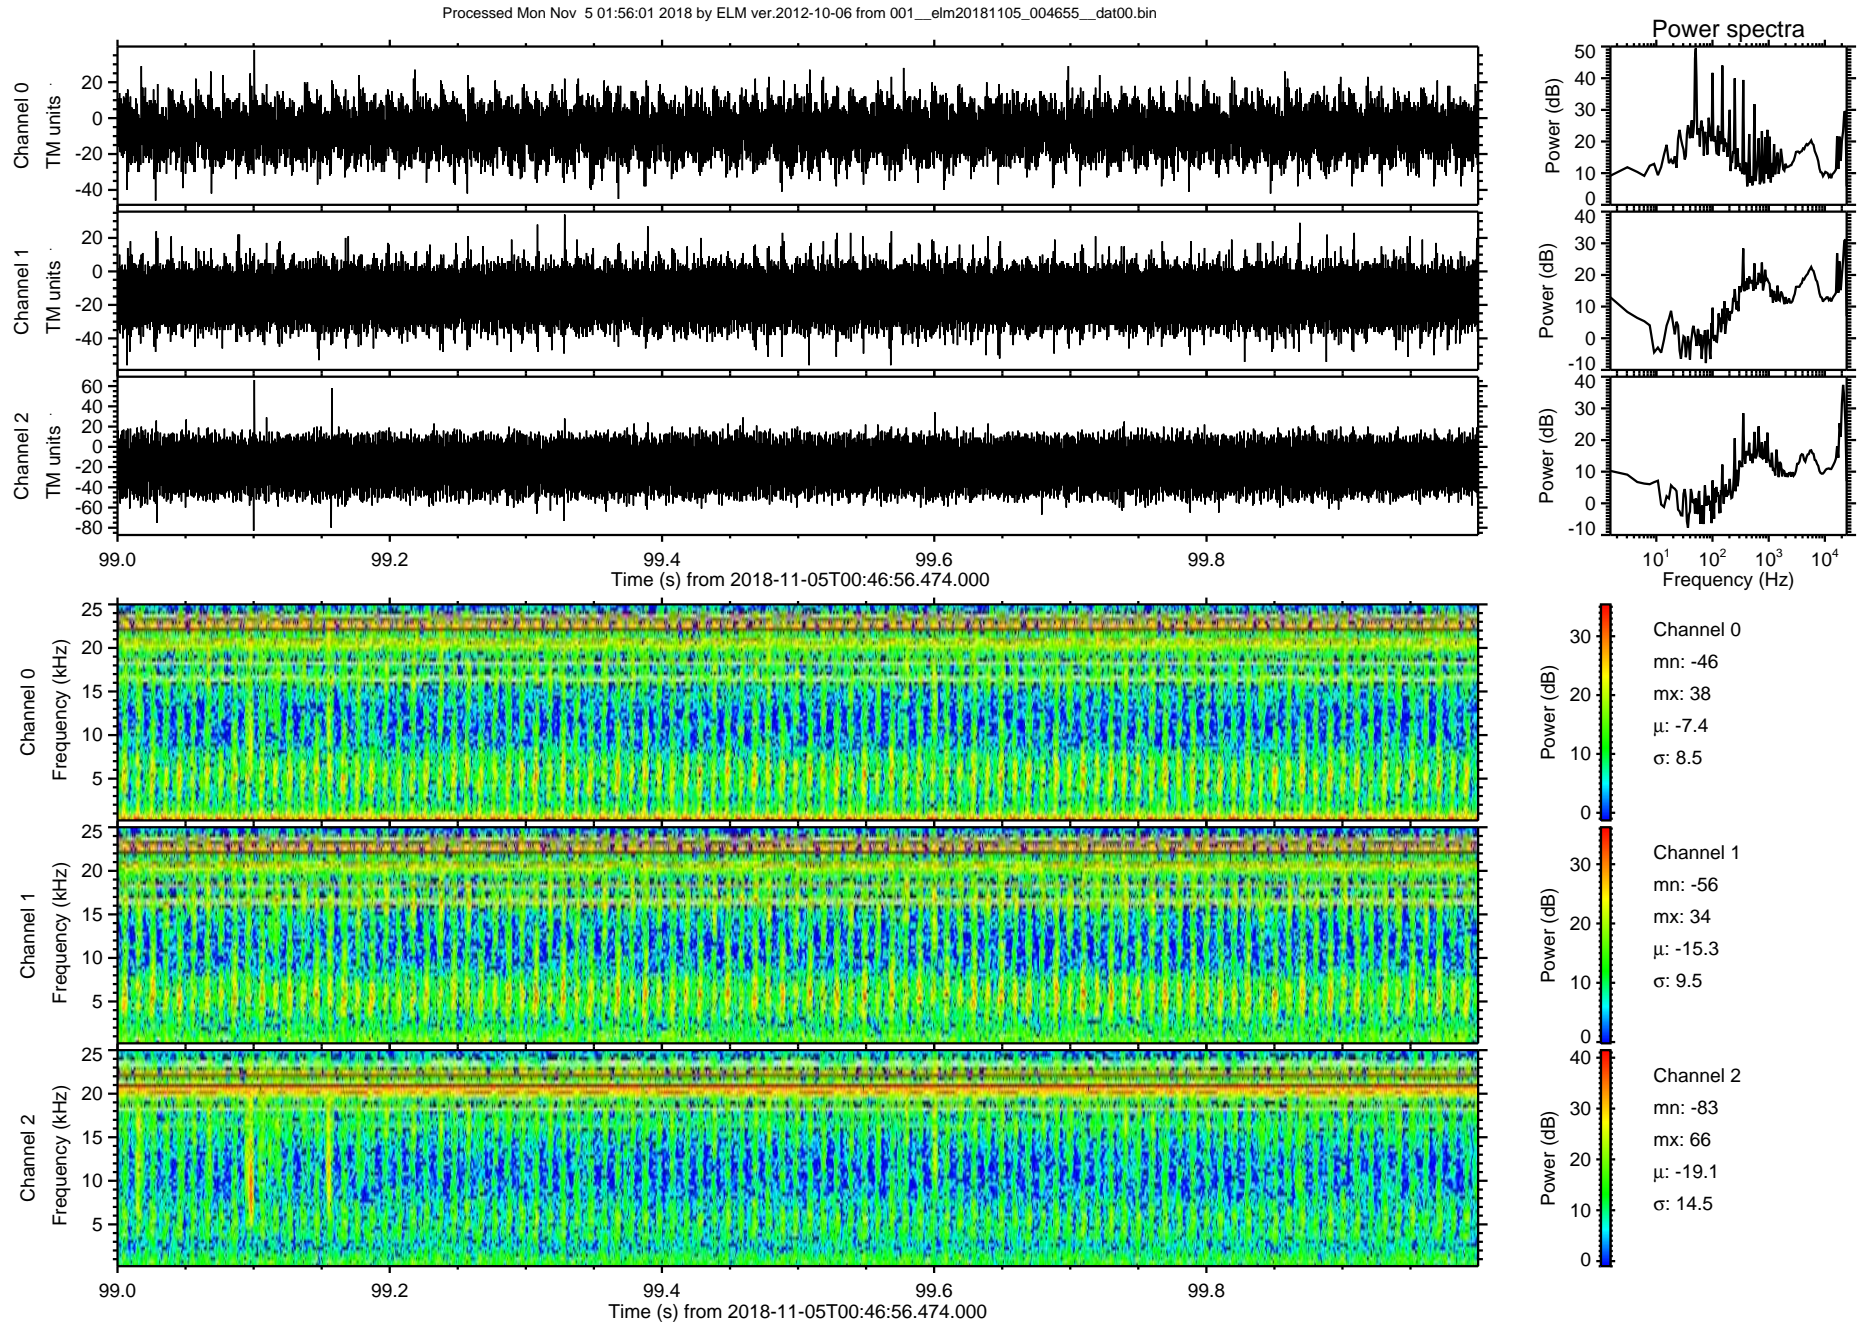 Processed Mon Nov  5 01:56:01 2018 by ELM ver.2012-10-06 from 001__elm20181105_004655__dat00.bin
Power spectra
Channel 0
TM units
20
0
-20
-40
Power (dB)
50
40
30
20
10
0
Channel 1
TM units
20
0
-20
-40
Power (dB)
40
30
20
10
0
-10
Channel 2
TM units
60
40
20
0
-20
-40
-60
-80
Power (dB)
40
30
20
10
0
-10
99.0 99.2 99.4 99.6 99.8
Time (s) from 2018-11-05T00:46:56.474.000
10^1 10^2 10^3 10^4
Frequency (Hz)
Channel 0
Frequency (kHz)
25
20
15
10
5
Power (dB)
30
20
10
0
Channel 0
mn: -46
mx: 38
μ: -7.4
σ: 8.5
Channel 1
Frequency (kHz)
25
20
15
10
5
Power (dB)
30
20
10
0
Channel 1
mn: -56
mx: 34
μ: -15.3
σ: 9.5
Channel 2
Frequency (kHz)
25
20
15
10
5
Power (dB)
40
30
20
10
0
Channel 2
mn: -83
mx: 66
μ: -19.1
σ: 14.5
99.0 99.2 99.4 99.6 99.8
Time (s) from 2018-11-05T00:46:56.474.000